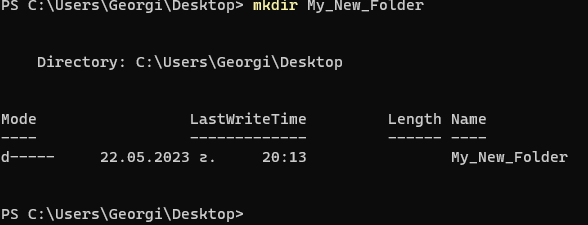 PS C:\Users\Georgi\Desktop> mkdir My_New_Folder
Directory: C:\Users\Georgi\Desktop
Mode LastWriteTime Length Name
---- ------------- ------ ----
d----- 22.05.2023 г. 20:13 My_New_Folder
PS C:\Users\Georgi\Desktop>